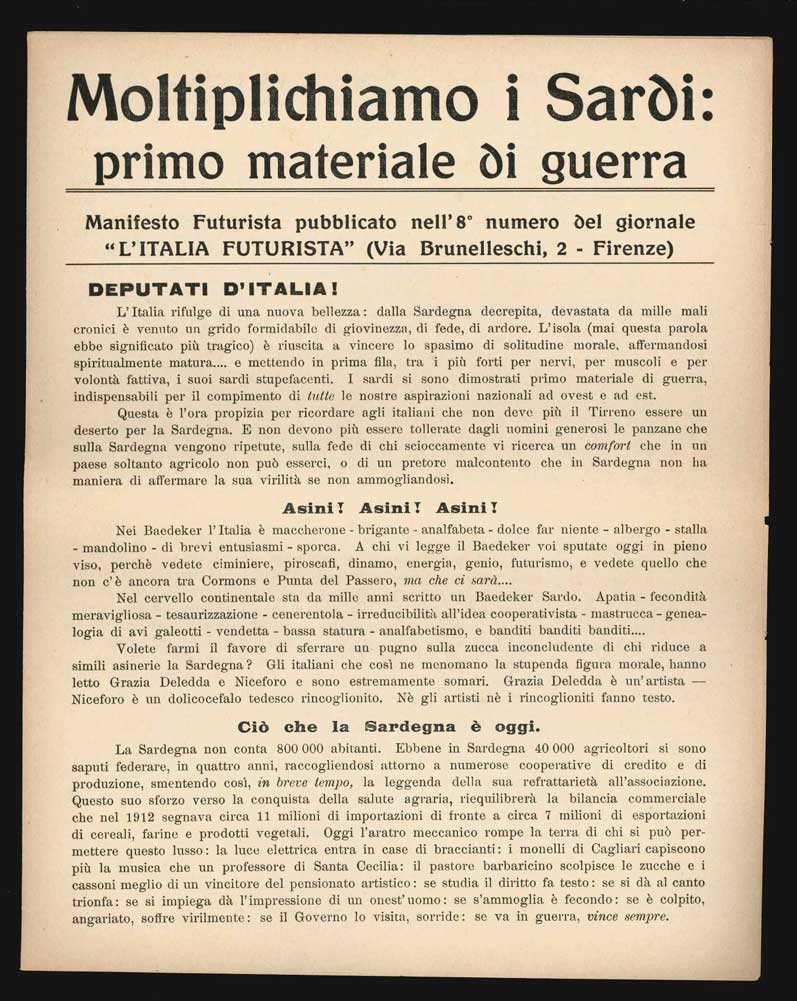 Moltiplichiamo i Sardi:
primo materiale di guerra
Manifesto Futurista pubblicato nell'8° numero del giornale
"L'ITALIA FUTURISTA" (Via Brunelleschi, 2 - Firenze)
DEPUTATI D'ITALIA!
L'Italia rifulge di una nuova bellezza: dalla Sardegna decrepita, devastata da mille mali
cronici è venuto un grido formidabile di giovinezza, di fede, di ardore. L'isola (mai questa parola
ebbe significato più tragico) è riuscita a vincere lo spasimo di solitudine morale, affermandosi
spiritualmente matura.... e mettendo in prima fila, tra i più forti per nervi, per muscoli e per
volontà fattiva, i suoi sardi stupefacenti. I sardi si sono dimostrati primo materiale di guerra,
indispensabili per il compimento di tutte le nostre aspirazioni nazionali ad ovest e ad est.
Questa è l'ora propizia per ricordare agli italiani che non deve più il Tirreno essere un
deserto per la Sardegna. E non devono più essere tollerate dagli uomini generosi le panzane che
sulla Sardegna vengono ripetute, sulla fede di chi scioccamente vi ricerca un comfort che in un
paese soltanto agricolo non può esserci, o di un pretore malcontento che in Sardegna non ha
maniera di affermare la sua virilità se non ammogliandosi.
Asini! Asini! Asini!
Nei Baedeker l'Italia è maccherone - brigante - analfabeta - dolce far niente - albergo - stalla
- mandolino - di brevi entusiasmi - sporca. A chi vi legge il Baedeker voi sputate oggi in pieno
viso, perchè vedete ciminiere, piroscafi, dinamo, energia, genio, futurismo, e vedete quello che
non c'è ancora tra Cormons e Punta del Passero, ma che ci sarà....
Nel cervello continentale sta da mille anni scritto un Baedeker Sardo. Apatia - fecondità
meravigliosa - tesaurizzazione - cenerentola - irreducibilità all'idea cooperativista - mastrucca - genea-
logia di avi galeotti - vendetta - bassa statura - analfabetismo, e banditi banditi banditi....
Volete farmi il favore di sferrare un pugno sulla zucca inconcludente di chi riduce a
simili asinerie la Sardegna? Gli italiani che così ne menomano la stupenda figura morale, hanno
letto Grazia Deledda e Niceforo e sono estremamente somari. Grazia Deledda è un'artista —
Niceforo è un dolicocefalo tedesco rincoglionito. Nè gli artisti nè i rincoglioniti fanno testo.
Ciò che la Sardegna è oggi.
La Sardegna non conta 800 000 abitanti. Ebbene in Sardegna 40 000 agricoltori si sono
saputi federare, in quattro anni, raccogliendosi attorno a numerose cooperative di credito e di
produzione, smentendo così, in breve tempo, la leggenda della sua refrattarietà all'associazione.
Questo suo sforzo verso la conquista della salute agraria, riequilibrerà la bilancia commerciale
che nel 1912 segnava circa 11 milioni di importazioni di fronte a circa 7 milioni di esportazioni
di cereali, farine e prodotti vegetali. Oggi l'aratro meccanico rompe la terra di chi si può per-
mettere questo lusso: la luce elettrica entra in case di braccianti: i monelli di Cagliari capiscono
più la musica che un professore di Santa Cecilia: il pastore barbaricino scolpisce le zucche e i
cassoni meglio di un vincitore del pensionato artistico: se studia il diritto fa testo: se si dà al canto
trionfa: se si impiega dà l'impressione di un onest'uomo: se s'ammoglia è fecondo: se è colpito,
angariato, soffre virilmente: se il Governo lo visita, sorride: se va in guerra, vince sempre.